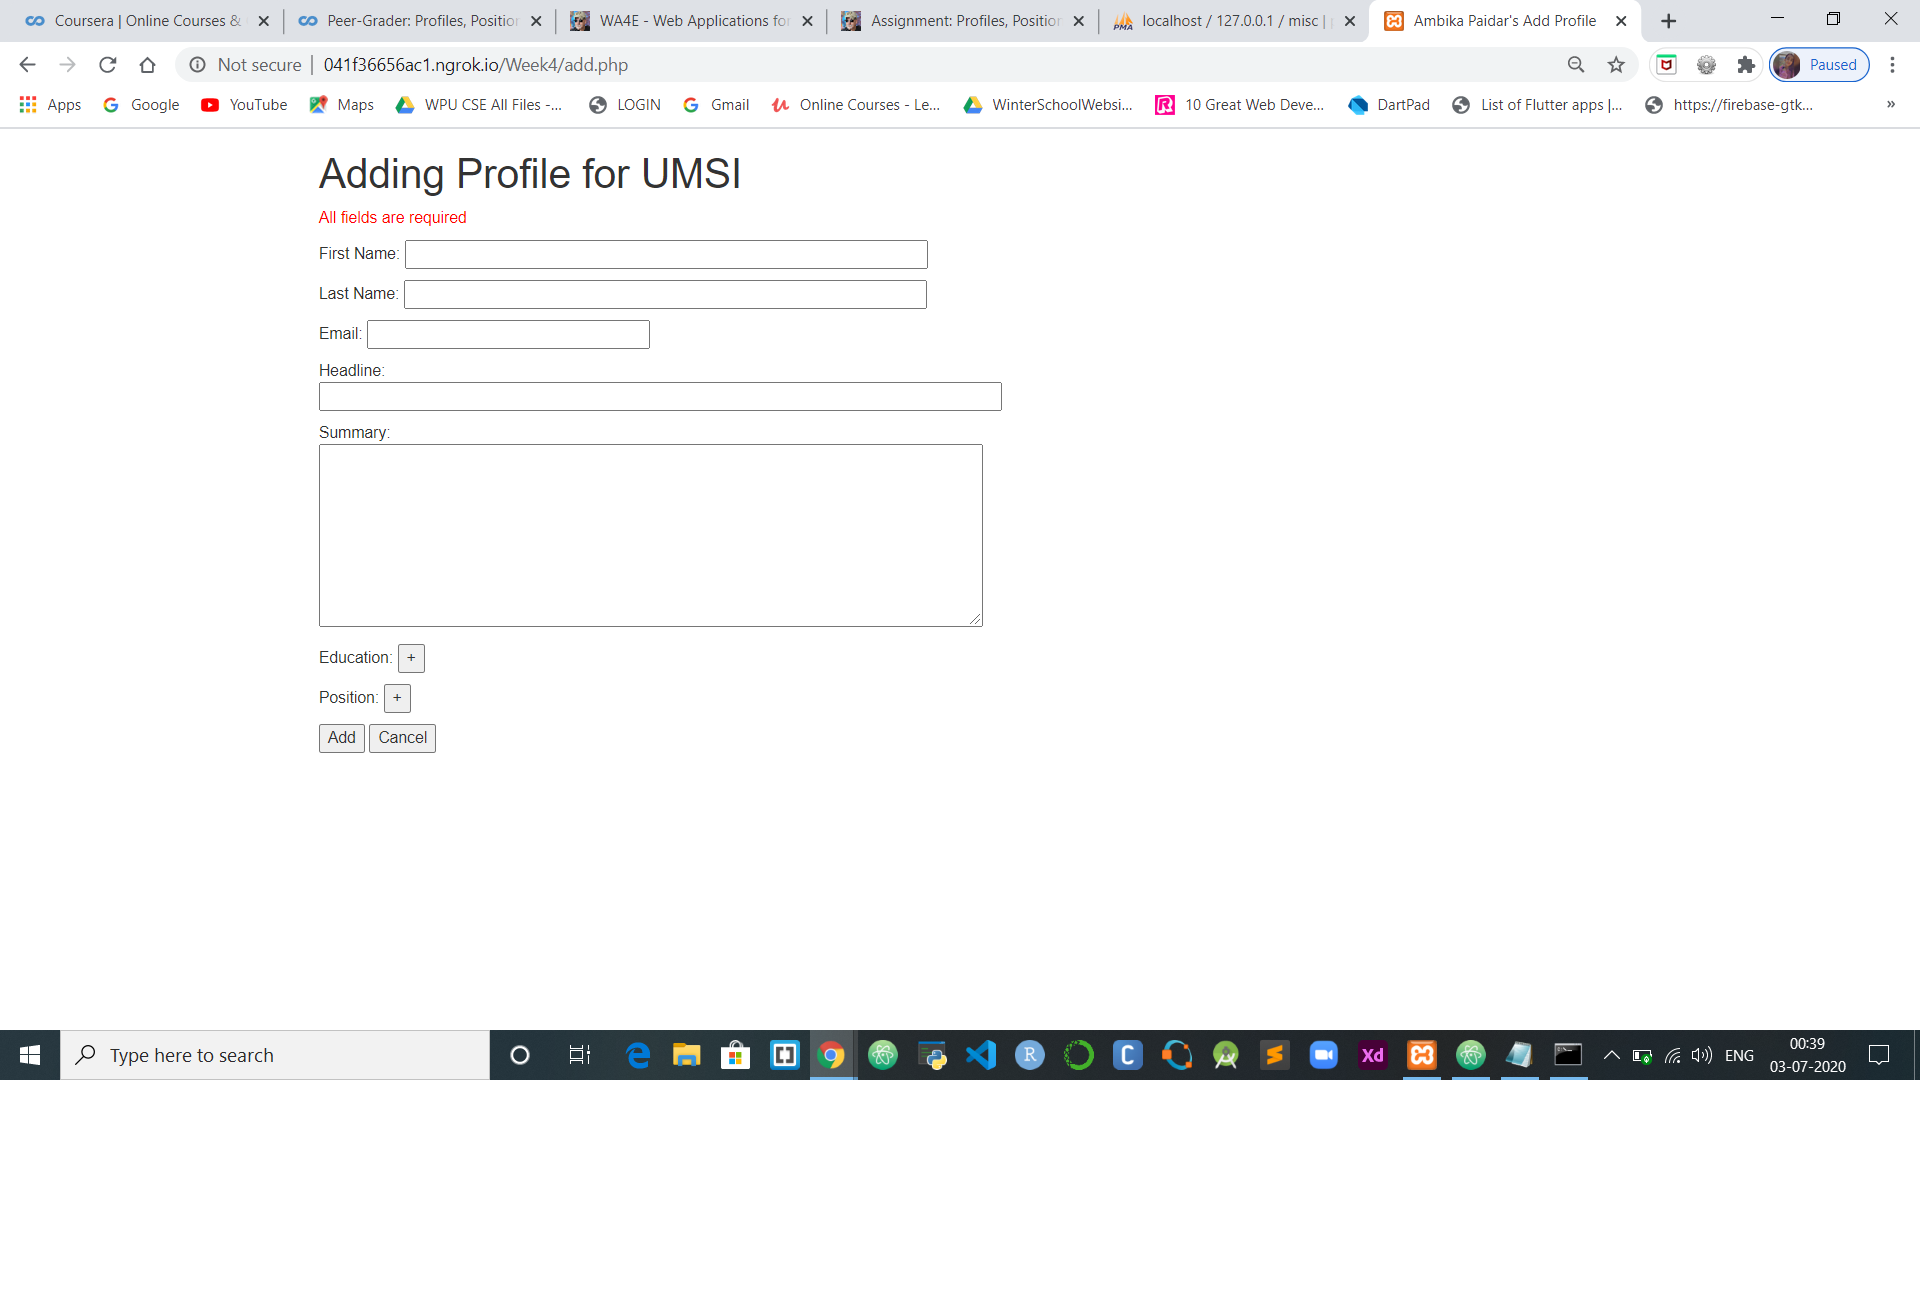 Coursera | Online Courses &
Peer-Grader: Profiles, Position
WA4E - Web Applications for
Assignment: Profiles, Position
PMA
localhost / 127.0.0.1 / misc |
Ambika Paidar's Add Profile
Not secure | 041f36656ac1.ngrok.io/Week4/add.php
Paused
Apps
Google
YouTube
Maps
WPU CSE All Files -...
LOGIN
Gmail
Online Courses - Le...
WinterSchoolWebsi...
10 Great Web Deve...
DartPad
List of Flutter apps |...
https://firebase-gtk...
»
Adding Profile for UMSI
All fields are required
First Name:
Last Name:
Email:
Headline:
Summary:
Education: +
Position: +
Add Cancel
Type here to search
R
C
Xd
ENG
00:39
03-07-2020